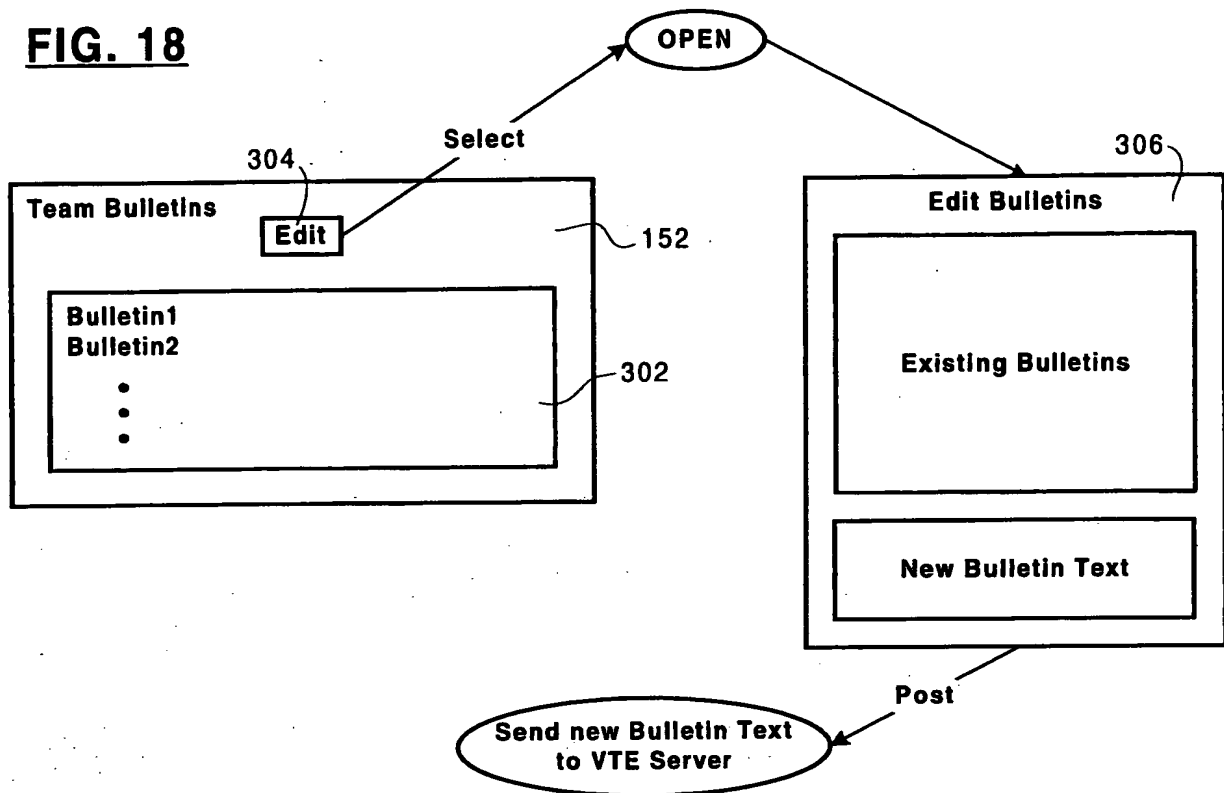 FIG. 18
OPEN
Select
304
306
Team Bulletins
Edit
152
Edit Bulletins
Bulletin1
Bulletin2
302
Existing Bulletins
New Bulletin Text
Post
Send new Bulletin Text
to VTE Server